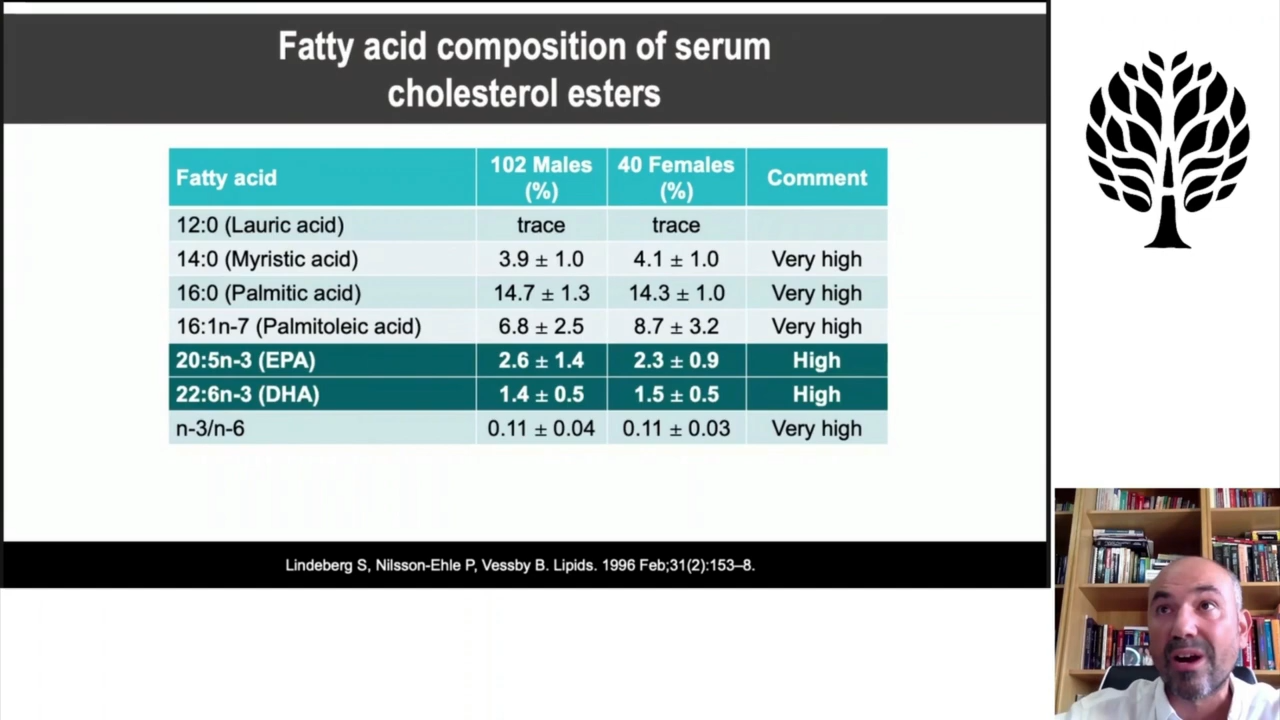 Fatty acid composition of serum
cholesterol esters
Fatty acid 102 Males (%) 40 Females (%) Comment
12:0 (Lauric acid) trace trace
14:0 (Myristic acid) 3.9 ± 1.0 4.1 ± 1.0 Very high
16:0 (Palmitic acid) 14.7 ± 1.3 14.3 ± 1.0 Very high
16:1n-7 (Palmitoleic acid) 6.8 ± 2.5 8.7 ± 3.2 Very high
20:5n-3 (EPA) 2.6 ± 1.4 2.3 ± 0.9 High
22:6n-3 (DHA) 1.4 ± 0.5 1.5 ± 0.5 High
n-3/n-6 0.11 ± 0.04 0.11 ± 0.03 Very high
Lindeberg S, Nilsson-Ehle P, Vessby B. Lipids. 1996 Feb;31(2):153–8.